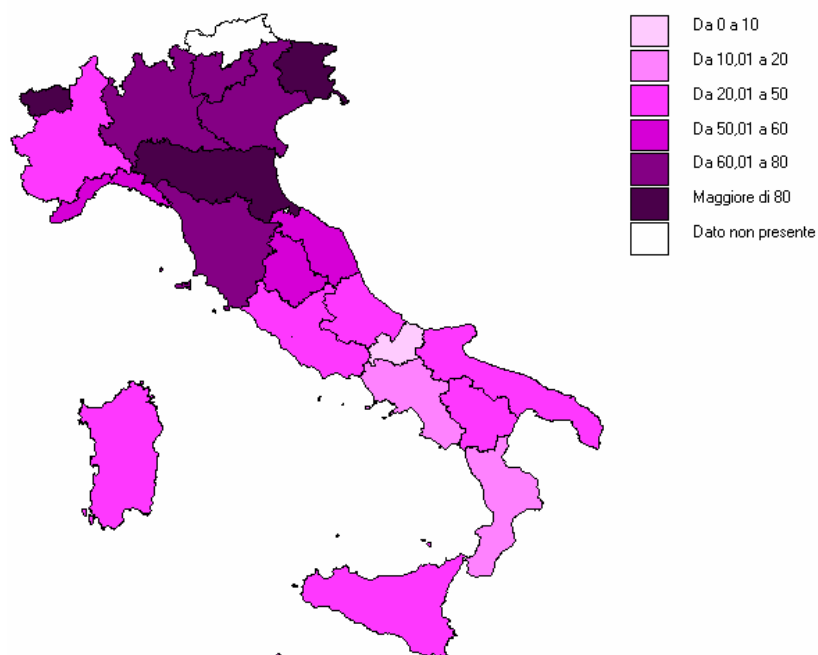 Da 0 a 10
Da 10,01 a 20
Da 20,01 a 50
Da 50,01 a 60
Da 60,01 a 80
Maggiore di 80
Dato non presente